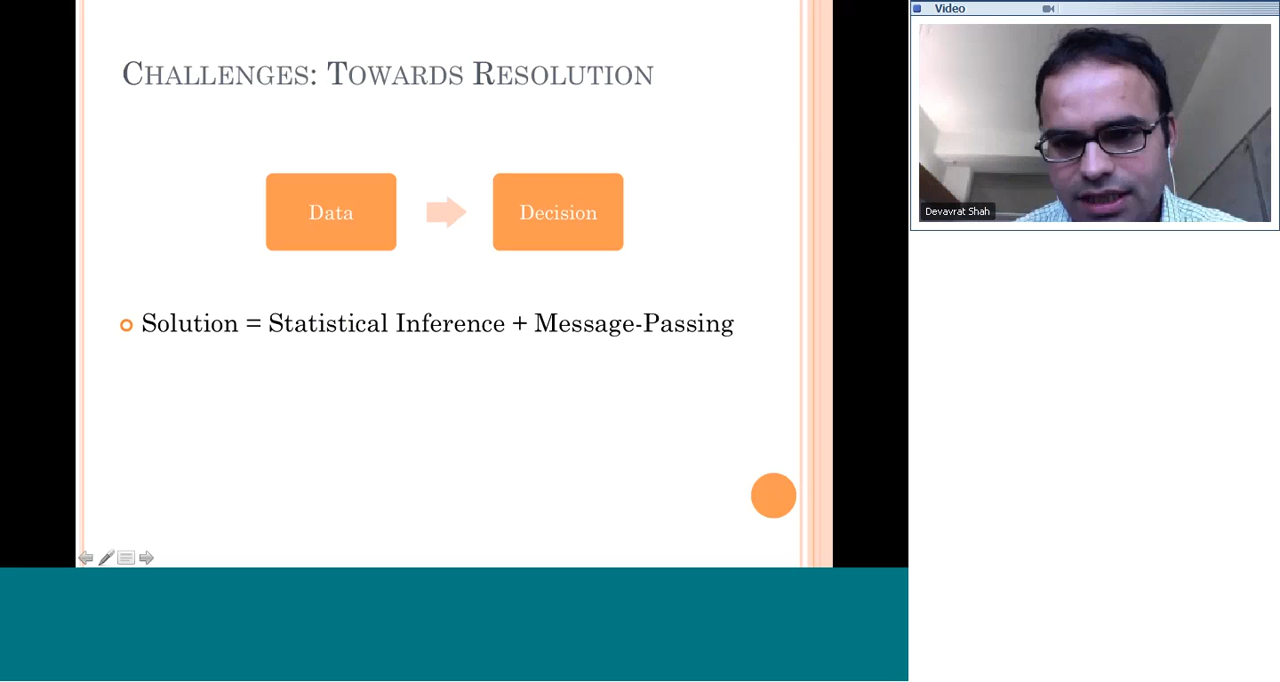 CHALLENGES: TOWARDS RESOLUTION
Data
Decision
Solution = Statistical Inference + Message-Passing
Video
Devavrat Shah